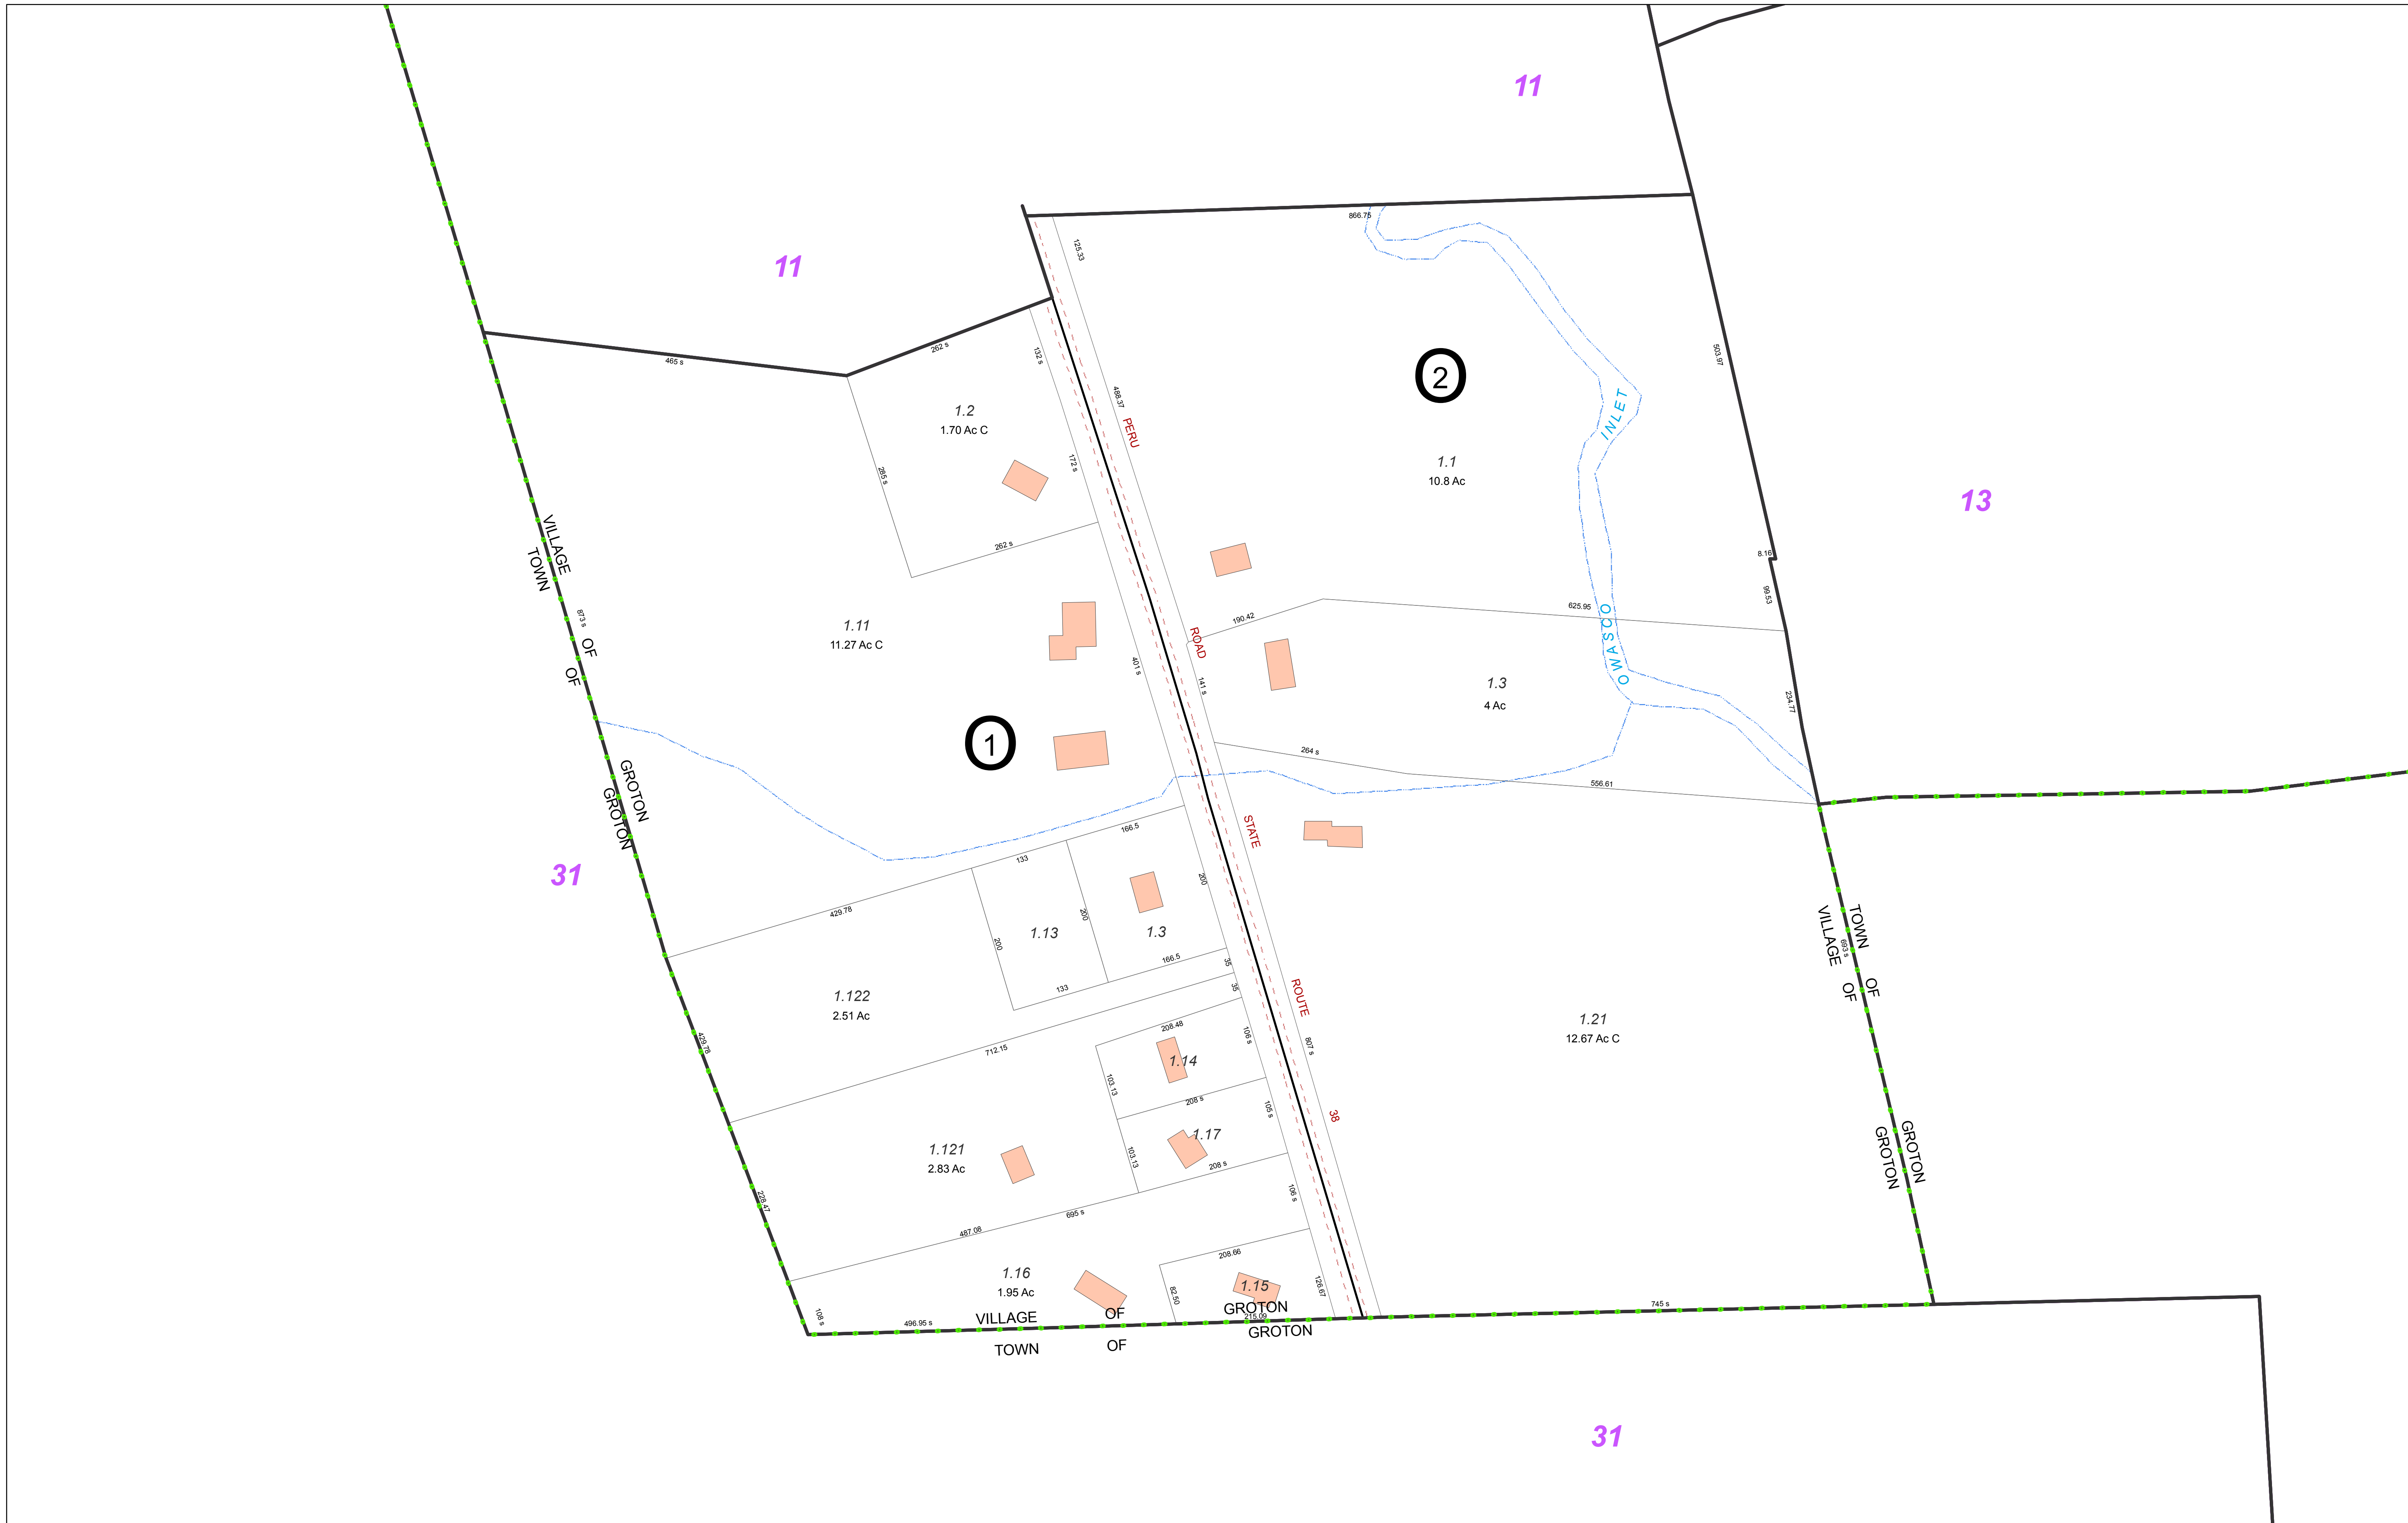 11
866.75
125.33
11
132 s
262 s
465 s
503.97
488.37
2
1.2
1.70 Ac C
PERU
INLET
1.1
10.8 Ac
172 s
285 s
13
262 s
VILLAGE
TOWN
8.16
99.53
OWASCO
625.95
190.42
873 s
1.11
11.27 Ac C
OF
OF
ROAD
401 s
141 s
1.3
4 Ac
234.77
1
264 s
556.61
GROTON
GROTON
166.5
STATE
133
31
200
429.78
200
1.13
1.3
200
TOWN
VILLAGE
693 s
166.5
35
133
35
OF
OF
1.122
2.51 Ac
ROUTE
1.21
12.67 Ac C
208.48
106 s
429.78
712.15
807 s
1.14
103.13
208 s
105 s
38
1.17
1.121
2.83 Ac
103.13
208 s
GROTON
GROTON
228.47
106 s
695 s
487.08
208.66
1.16
1.95 Ac
1.15
82.50
126.67
108 s
496.95 s
VILLAGE OF GROTON
215.09
745 s
TOWN OF GROTON
31